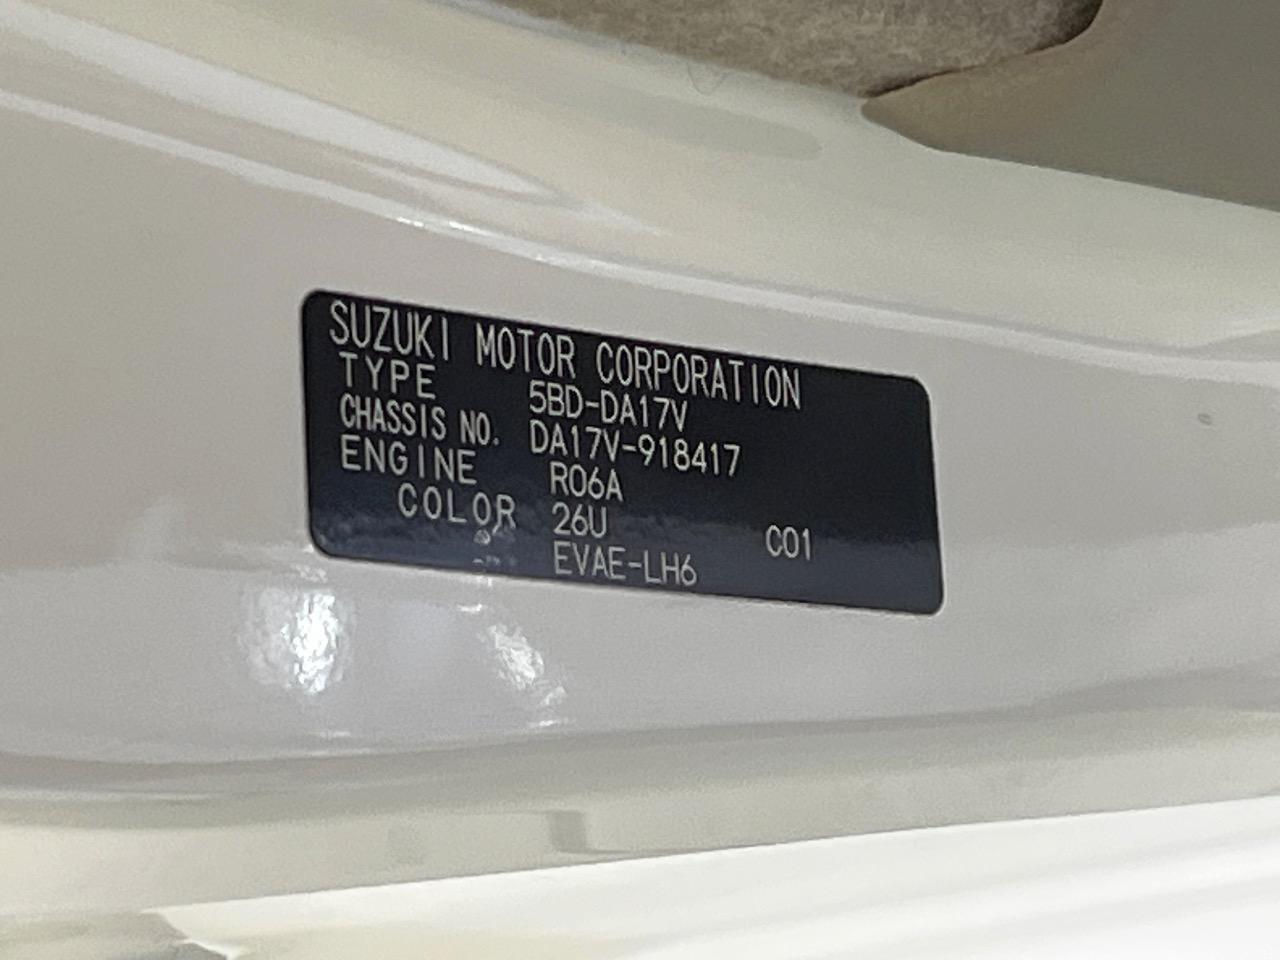 SUZUKI MOTOR CORPORATION
TYPE 5BD-DA17V
CHASSIS NO. DA17V-918417
ENGINE R06A
COLOR 26U C01
EVAE-LH6